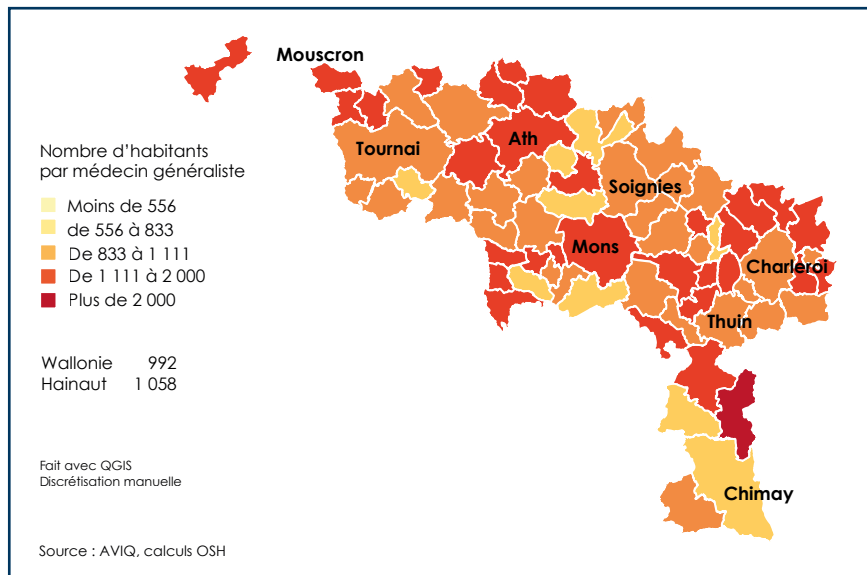 Mouscron
Ath
Tournai
Nombre d'habitants
par médecin généraliste
Soignies
Moins de 556
de 556 à 833
De 833 à 1 111
Mons
De 1 111 à 2 000
Charleroi
Plus de 2 000
Thuin
Wallonie 992
Hainaut 1 058
Fait avec QGIS
Discrétisation manuelle
Chimay
Source : AVIQ, calculs OSH